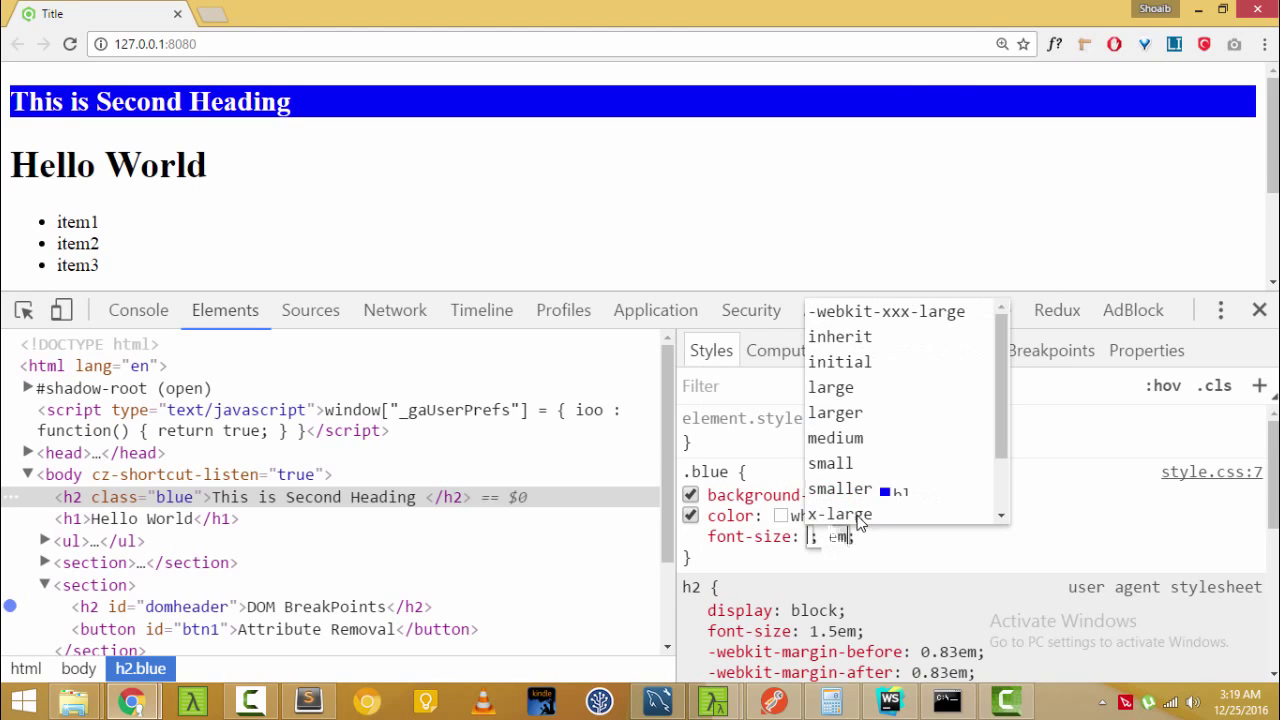 Title
Shoaib
127.0.0.1:8080
f?
LI
This is Second Heading
Hello World
item1
item2
item3
Console Elements Sources Network Timeline Profiles Application Security Redux AdBlock
<!DOCTYPE html>
<html lang="en">
#shadow-root (open)
<script type="text/javascript">window["_gaUserPrefs"] = { ioo :
function() { return true; } }</script>
<head>…</head>
<body cz-shortcut-listen="true">
<h2 class="blue">This is Second Heading </h2> == $0
<h1>Hello World</h1>
<ul>…</ul>
<section>…</section>
<section>
<h2 id="domheader">DOM BreakPoints</h2>
<button id="btn1">Attribute Removal</button>
</section>
html body h2.blue
Styles Comput Breakpoints Properties
Filter :hov .cls +
element.style
}
.blue { style.css:7
background-
color: wh
font-size: ; em;
}
-webkit-xxx-large
inherit
initial
large
larger
medium
small
smaller
x-large
h2 { user agent stylesheet
display: block;
font-size: 1.5em;
-webkit-margin-before: 0.83em;
-webkit-margin-after: 0.83em;
Activate Windows
Go to PC settings to activate Windows.
kindle
WS
3:19 AM
12/25/2016